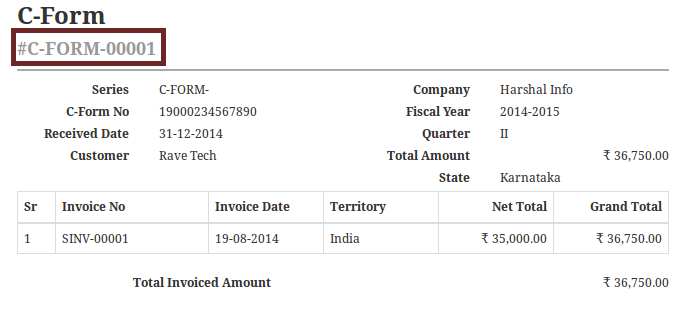 C-Form
#C-FORM-00001
Series C-FORM- Company Harshal Info
C-Form No 19000234567890 Fiscal Year 2014-2015
Received Date 31-12-2014 Quarter II
Customer Rave Tech Total Amount ₹ 36,750.00
State Karnataka
Sr Invoice No Invoice Date Territory Net Total Grand Total
1 SINV-00001 19-08-2014 India ₹ 35,000.00 ₹ 36,750.00
Total Invoiced Amount ₹ 36,750.00